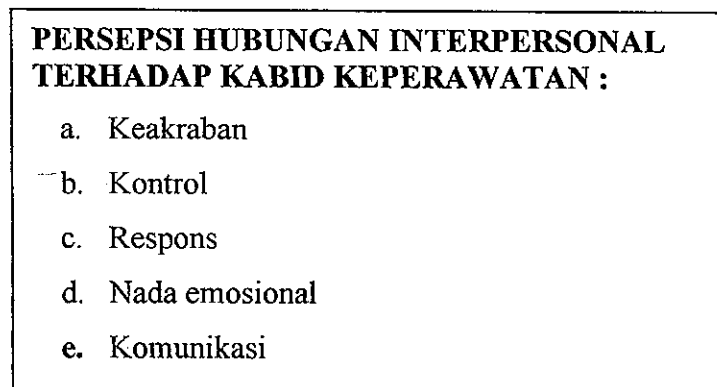 PERSEPSI HUBUNGAN INTERPERSONAL
TERHADAP KABID KEPERAWATAN :
a. Keakraban
b. Kontrol
c. Respons
d. Nada emosional
e. Komunikasi